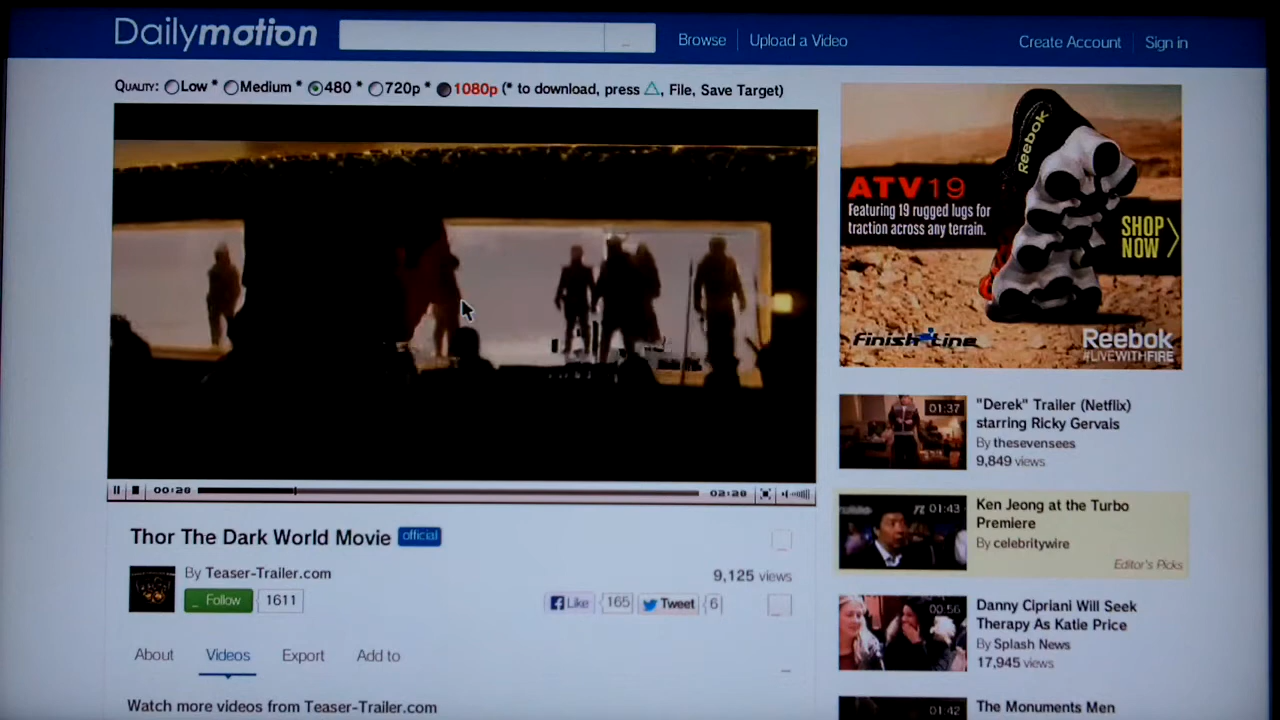 Dailymotion
Browse
Upload a Video
Create Account
Sign in
QUALITY: Low * Medium * 480 * 720p * 1080p (* to download, press △, File, Save Target)
Reebok
ATV19
Featuring 19 rugged lugs for
traction across any terrain.
SHOP
NOW
Finish Line
Reebok
#LIVEWITHFIRE
00:28
02:20
01:37
"Derek" Trailer (Netflix)
starring Ricky Gervais
By thesevensees
9,849 views
01:43
Ken Jeong at the Turbo
Premiere
By celebritywire
Editor's Picks
Thor The Dark World Movie official
By Teaser-Trailer.com
9,125 views
Follow 1611
Like 165 Tweet 6
00:56
Danny Cipriani Will Seek
Therapy As Katie Price
By Splash News
17,945 views
About Videos Export Add to
Watch more videos from Teaser-Trailer.com
01:42
The Monuments Men